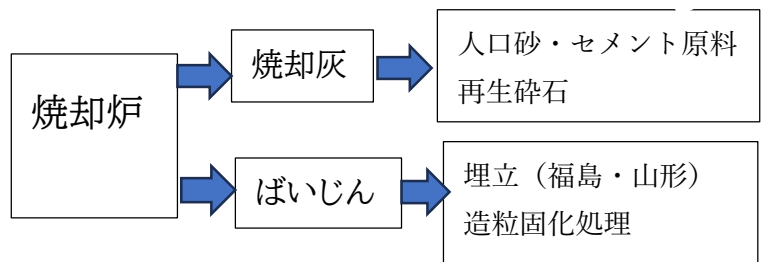 焼却炉
焼却灰
人口砂・セメント原料
再生砕石
ばいじん
埋立（福島・山形）
造粒固化処理